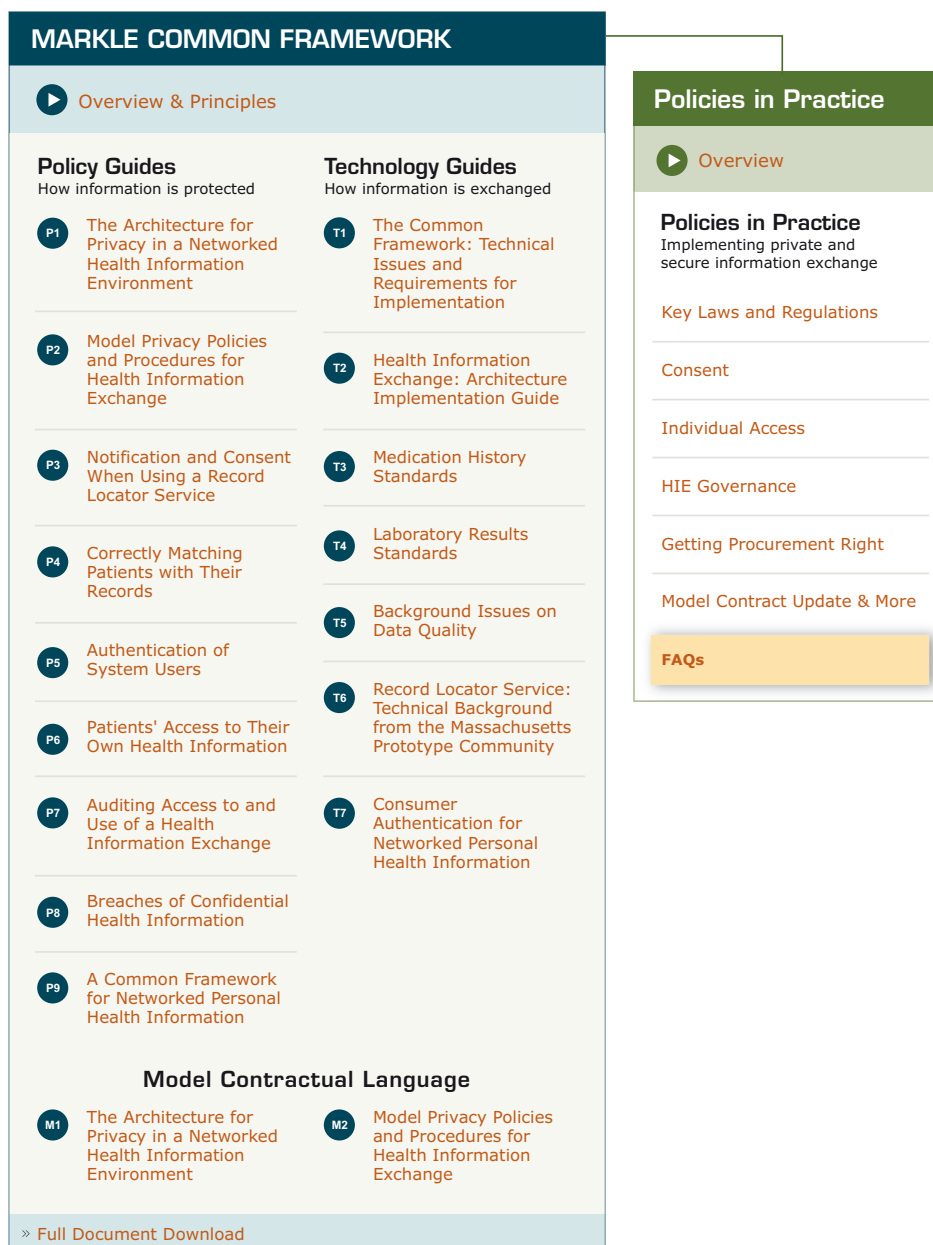 MARKLE COMMON FRAMEWORK
Overview & Principles
Policy Guides
How information is protected
P1
The Architecture for
Privacy in a Networked
Health Information
Environment
P2
Model Privacy Policies
and Procedures for
Health Information
Exchange
P3
Notification and Consent
When Using a Record
Locator Service
P4
Correctly Matching
Patients with Their
Records
P5
Authentication of
System Users
P6
Patients' Access to Their
Own Health Information
P7
Auditing Access to and
Use of a Health
Information Exchange
P8
Breaches of Confidential
Health Information
P9
A Common Framework
for Networked Personal
Health Information
Technology Guides
How information is exchanged
T1
The Common
Framework: Technical
Issues and
Requirements for
Implementation
T2
Health Information
Exchange: Architecture
Implementation Guide
T3
Medication History
Standards
T4
Laboratory Results
Standards
T5
Background Issues on
Data Quality
T6
Record Locator Service:
Technical Background
from the Massachusetts
Prototype Community
T7
Consumer
Authentication for
Networked Personal
Health Information
Model Contractual Language
M1
The Architecture for
Privacy in a Networked
Health Information
Environment
M2
Model Privacy Policies
and Procedures for
Health Information
Exchange
» Full Document Download
Policies in Practice
Overview
Policies in Practice
Implementing private and
secure information exchange
Key Laws and Regulations
Consent
Individual Access
HIE Governance
Getting Procurement Right
Model Contract Update & More
FAQs